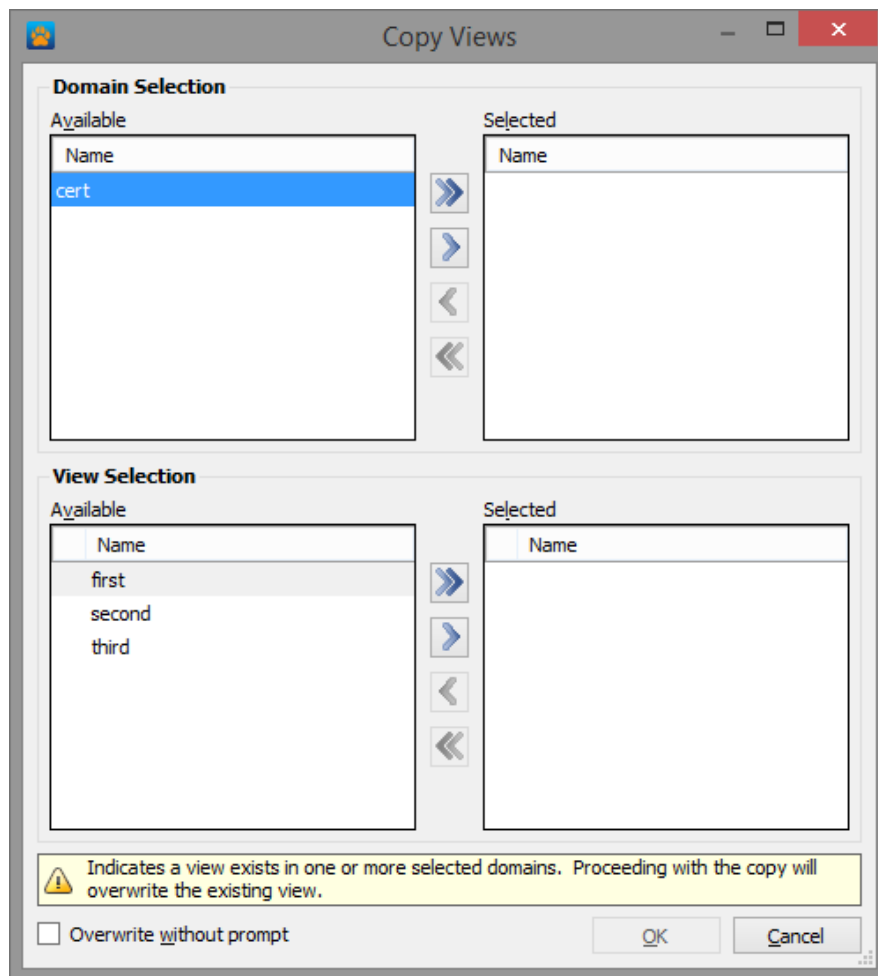 Copy Views
Domain Selection
Available
Selected
Name
Name
cert
View Selection
Available
Selected
Name
Name
first
second
third
Indicates a view exists in one or more selected domains.  Proceeding with the copy will
overwrite the existing view.
Overwrite without prompt
OK
Cancel